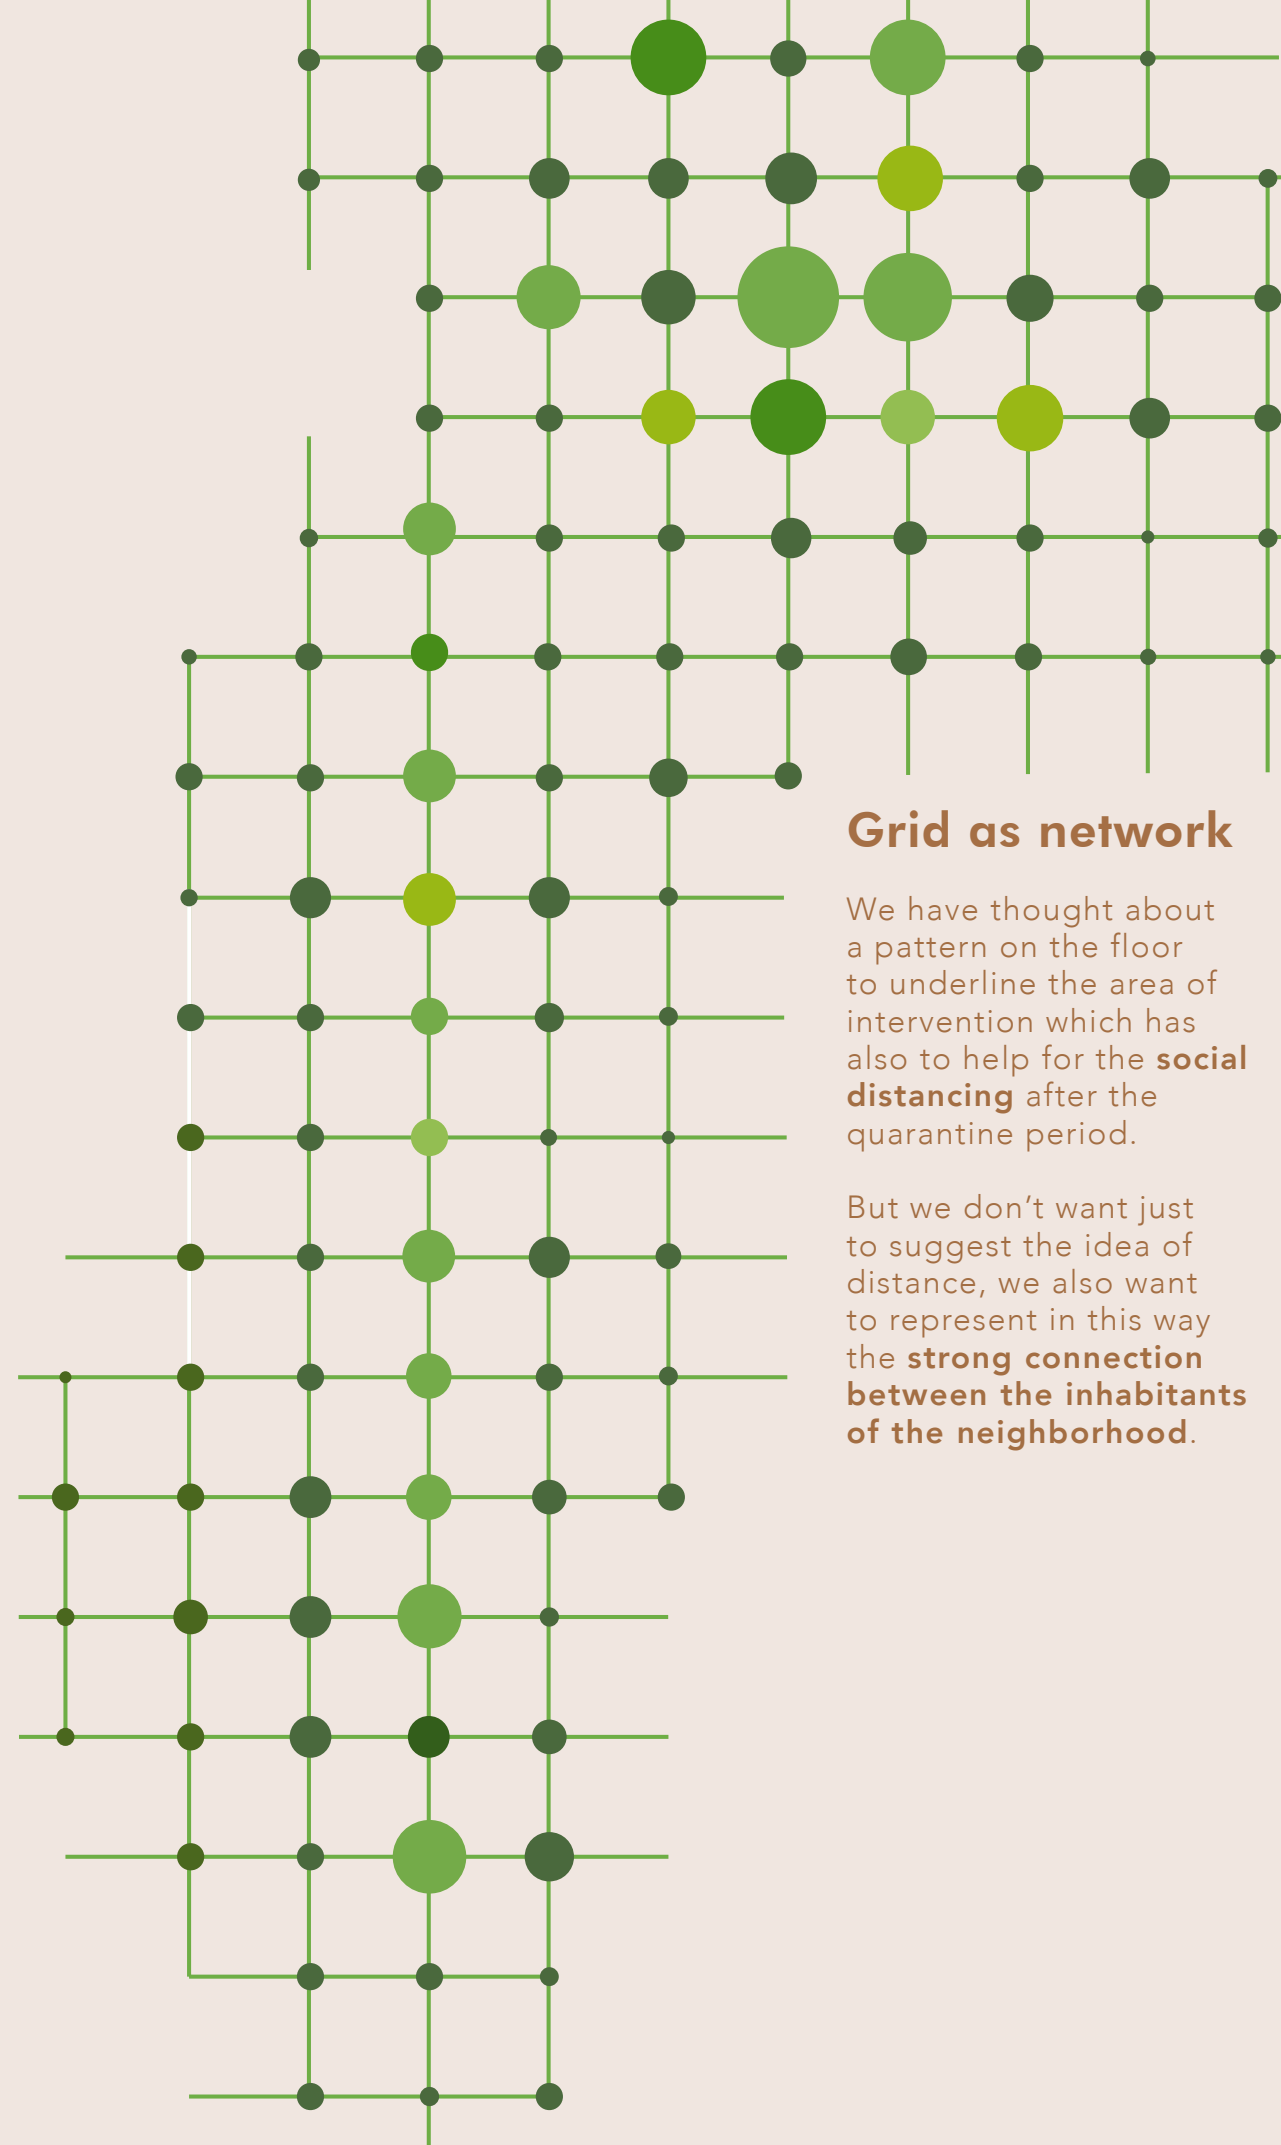 Grid as network
We have thought about
a pattern on the floor
to underline the area of
intervention which has
also to help for the social
distancing after the
quarantine period.
But we don’t want just
to suggest the idea of
distance, we also want
to represent in this way
the strong connection
between the inhabitants
of the neighborhood.